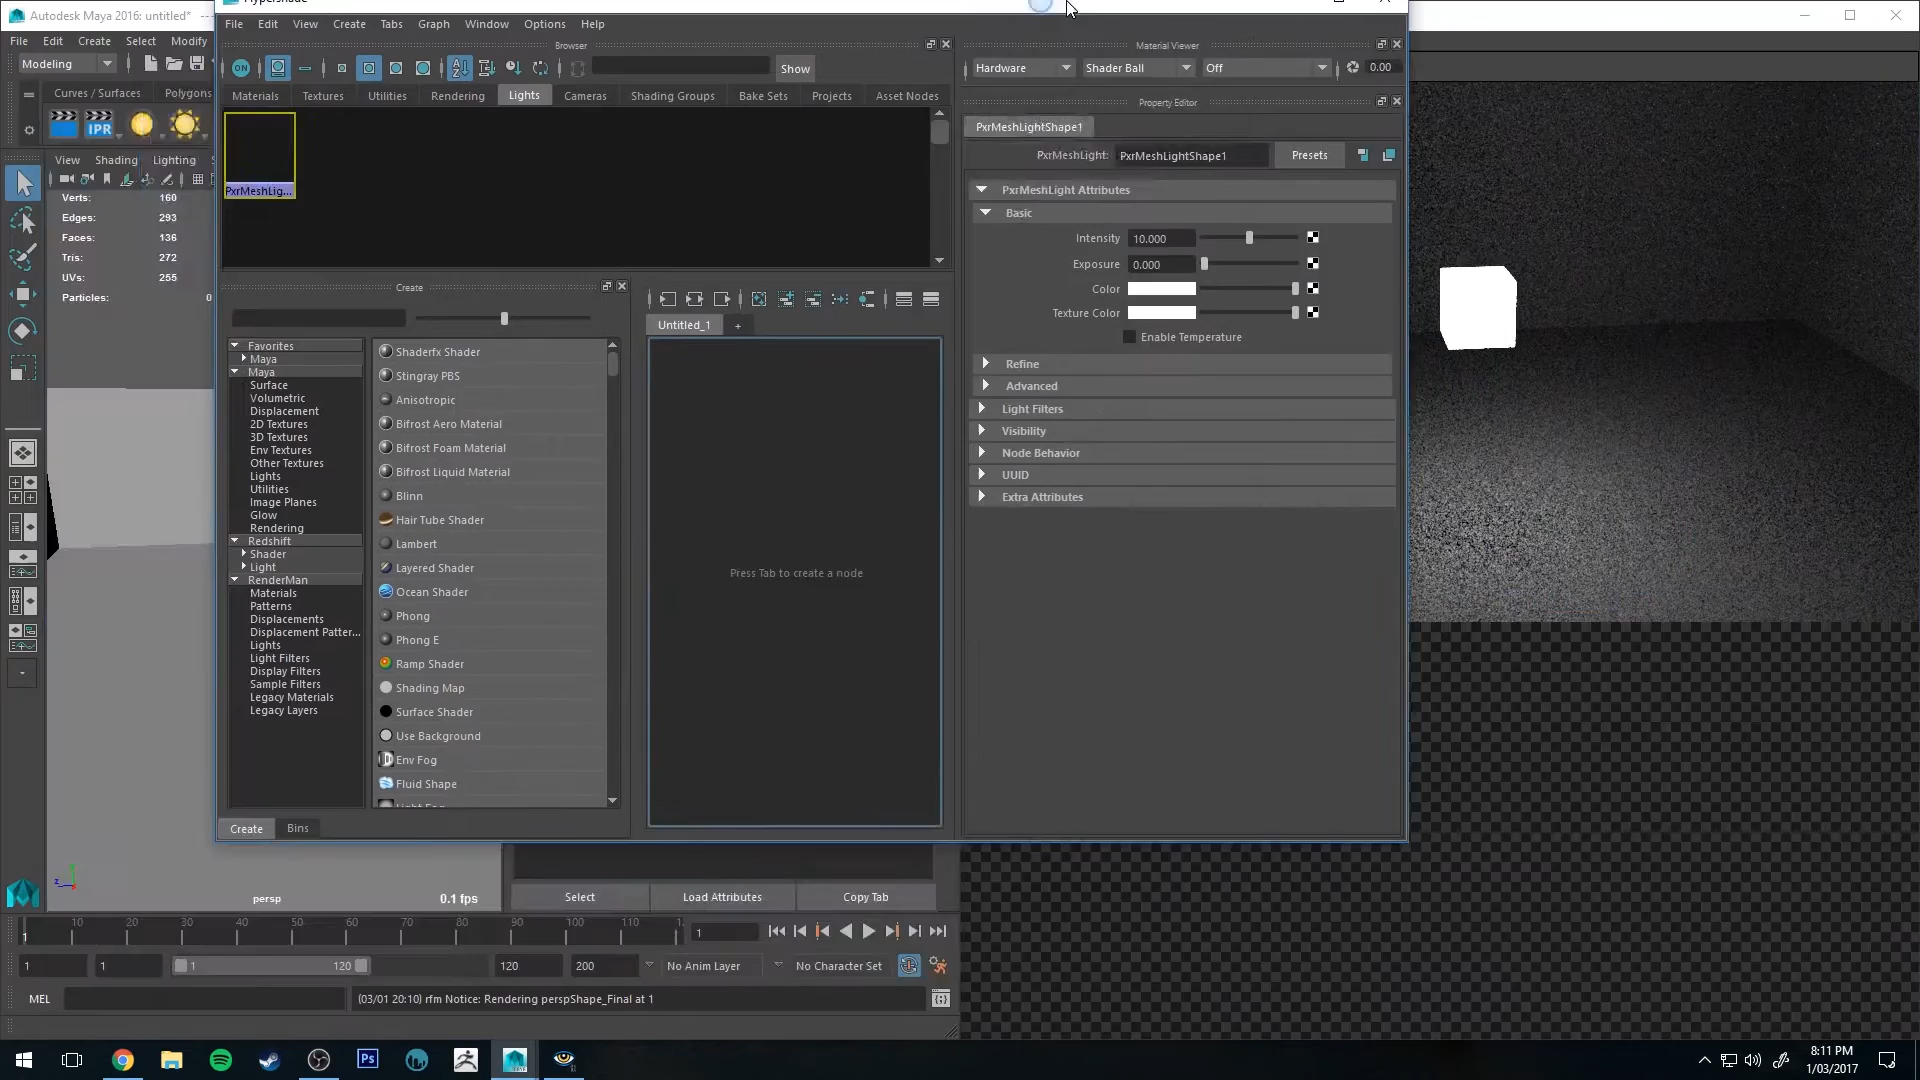 Autodesk Maya 2016: untitled*
File Edit Create Select Modify
Modeling
Curves / Surfaces Polygons
IPR
View Shading Lighting
Verts: 160
Edges: 293
Faces: 136
Tris: 272
UVs: 255
Particles: 0
Hypershade
File Edit View Create Tabs Graph Window Options Help
Browser
ON
Show
Materials Textures Utilities Rendering Lights Cameras Shading Groups Bake Sets Projects Asset Nodes
PxrMeshLig...
Create
Favorites
Maya
Maya
Surface
Volumetric
Displacement
2D Textures
3D Textures
Env Textures
Other Textures
Lights
Utilities
Image Planes
Glow
Rendering
Redshift
Shader
Light
RenderMan
Materials
Patterns
Displacements
Displacement Patter...
Lights
Light Filters
Display Filters
Sample Filters
Legacy Materials
Legacy Layers
Shaderfx Shader
Stingray PBS
Anisotropic
Bifrost Aero Material
Bifrost Foam Material
Bifrost Liquid Material
Blinn
Hair Tube Shader
Lambert
Layered Shader
Ocean Shader
Phong
Phong E
Ramp Shader
Shading Map
Surface Shader
Use Background
Env Fog
Fluid Shape
Light Fog
Create Bins
Untitled_1 +
Press Tab to create a node
Material Viewer
Hardware Shader Ball Off 0.00
Property Editor
PxrMeshLightShape1
PxrMeshLight: PxrMeshLightShape1 Presets
PxrMeshLight Attributes
Basic
Intensity 10.000
Exposure 0.000
Color
Texture Color
Enable Temperature
Refine
Advanced
Light Filters
Visibility
Node Behavior
UUID
Extra Attributes
persp 0.1 fps
Select Load Attributes Copy Tab
10 20 30 40 50 60 70 80 90 100 110
1 1
1 1 1 120 120 200 No Anim Layer No Character Set
MEL (03/01 20:10) rfm Notice: Rendering perspShape_Final at 1
Ps
8:11 PM
1/03/2017